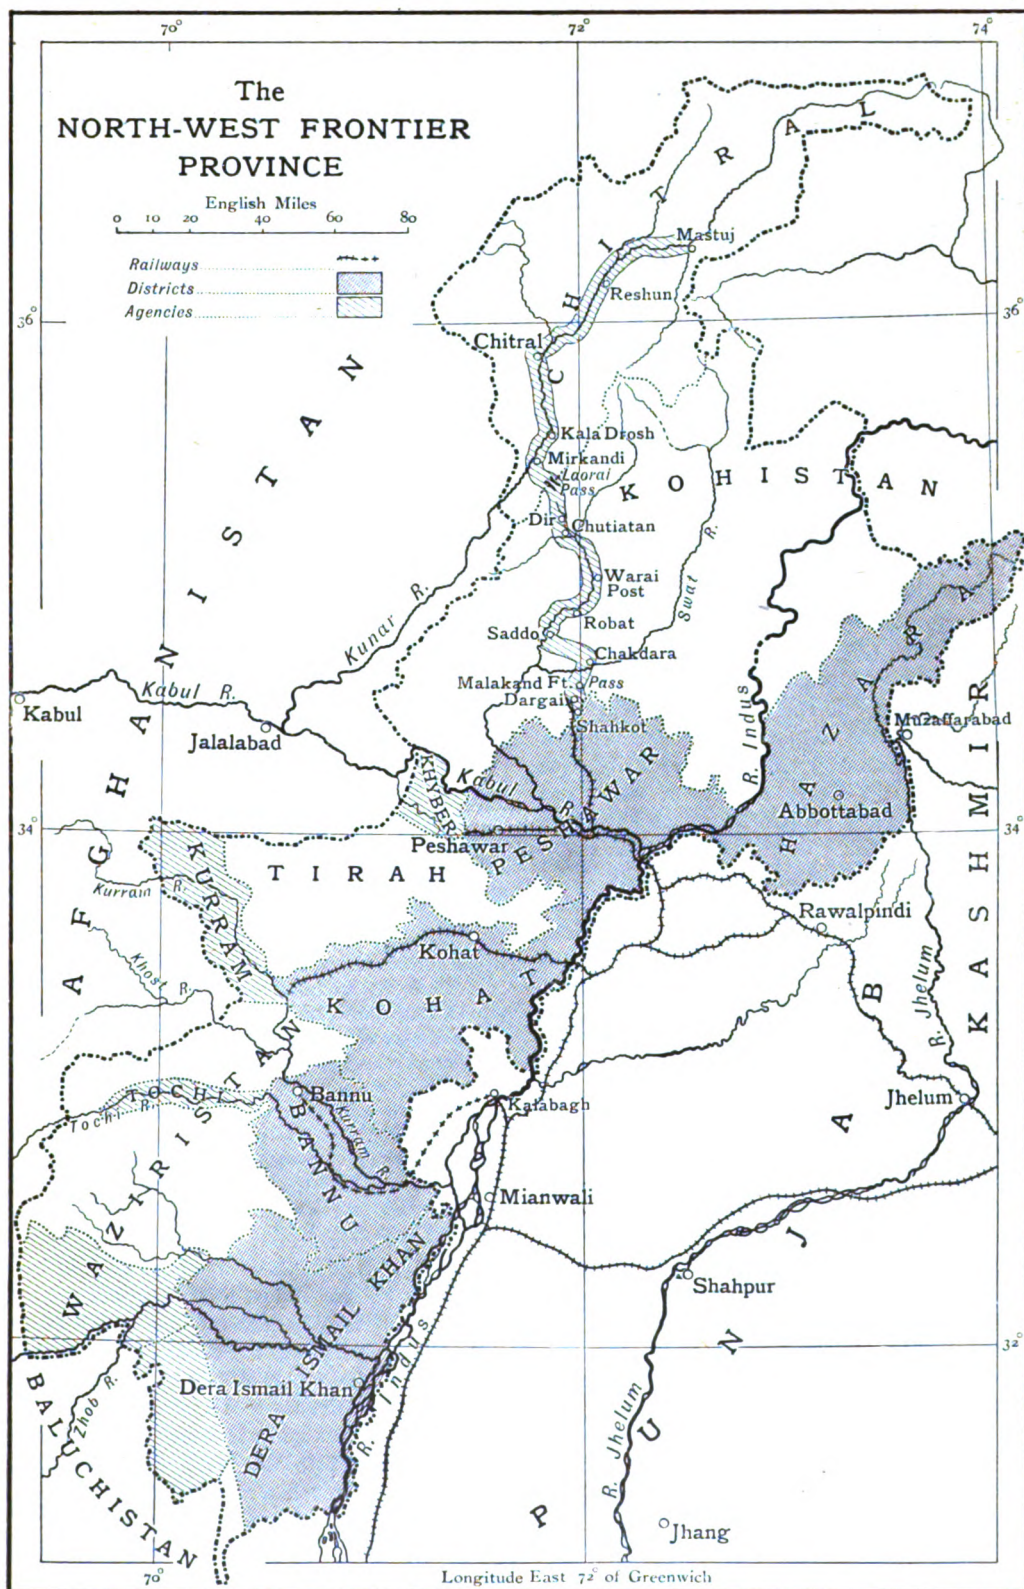 70°
72°
74°
The
NORTH-WEST FRONTIER
PROVINCE
English Miles
0 10 20 40 60 80
Railways
Districts
Agencies
CHITRAL
Mastuj
Reshun
36°
36°
Chitral
AFGHANISTAN
Kala Drosh
Mirkandi
Laorai
Pass
KOHISTAN
Dir
Chutiatan
Swat R.
Warai
Post
Robat
Saddo
Chakdara
Kunar R.
Malakand Ft.
Pass
Dargai
Shahkot
Kabul R.
Kabul
Jalalabad
R. Indus
HAZARA
Muzaffarabad
KASHMIR
KHYBER
Kabul R.
PESHAWAR
Abbottabad
34°
34°
Peshawar
TIRAH
KURRAM
Kurram R.
Rawalpindi
Kohat
Khost R.
KOHAT
R. Jhelum
WAZIRISTAN
TOCHI
Tochi R.
Bannu
Kurram R.
BANNU
Kalabagh
Jhelum
Mianwali
PUNJAB
Shahpur
DERA ISMAIL KHAN
32°
Dera Ismail Khan
R. Indus
Zhob R.
BALUCHISTAN
R. Jhelum
Jhang
70°
Longitude East 72° of Greenwich